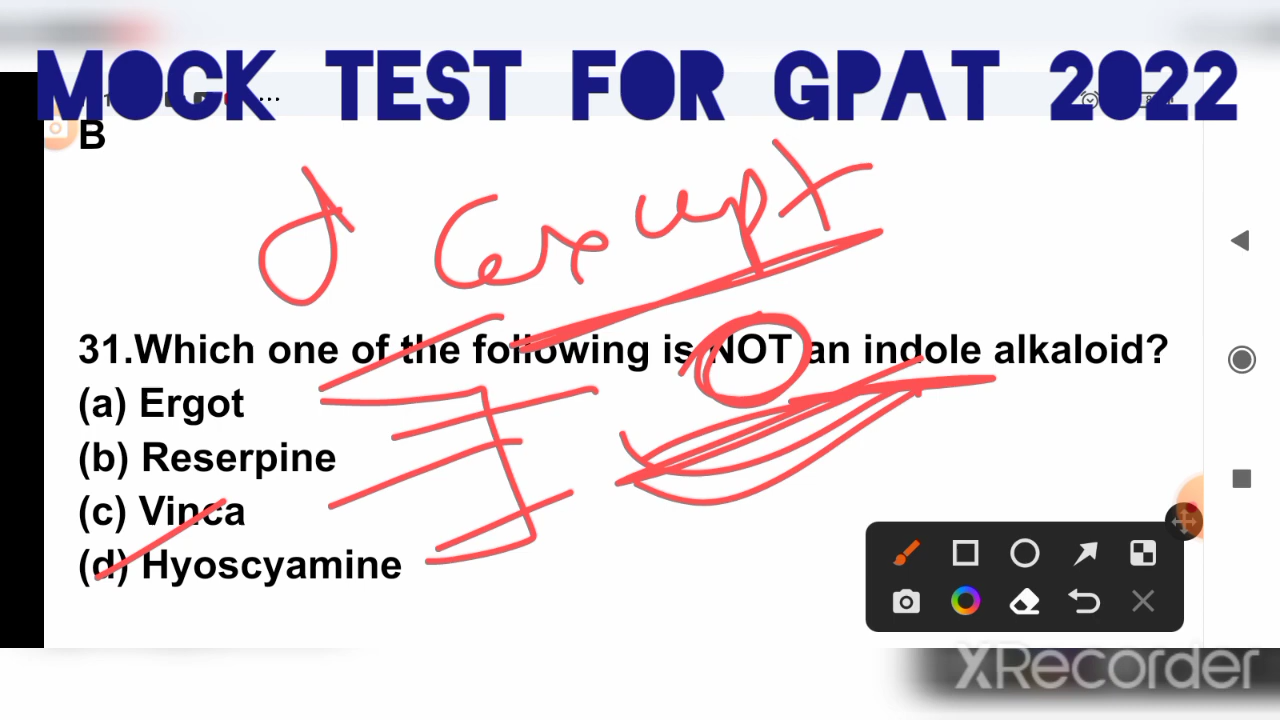 MOCK TEST FOR GPAT 2022
B
except
31.Which one of the following is NOT an indole alkaloid?
(a) Ergot
(b) Reserpine
(c) Vinca
(d) Hyoscyamine
XRecorder